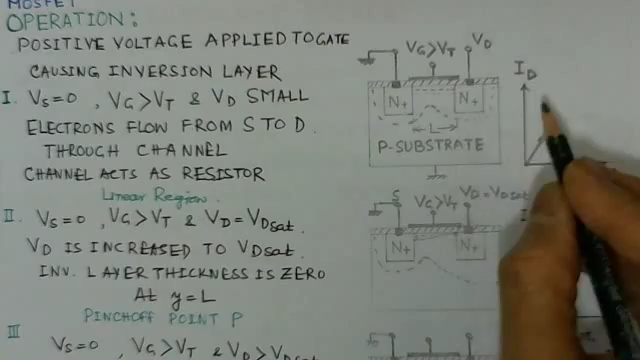 MOSFET
OPERATION:
POSITIVE VOLTAGE APPLIED TO GATE
CAUSING INVERSION LAYER
I. VS=0, VG>VT & VD SMALL
ELECTRONS FLOW FROM S TO D.
THROUGH CHANNEL
CHANNEL ACTS AS RESISTOR
Linear Region.
II. VS=0, VG>VT & VD=VDsat.
VD IS INCREASED TO VDsat.
INV. LAYER THICKNESS IS ZERO
At y=L
PINCHOFF POINT P
III
VS=0, VG>VT & VD>VDsat
VG>VT VD
N+ N+
L
P-SUBSTRATE
ID
S VG>VT VD=VDsat
N+ N+
I